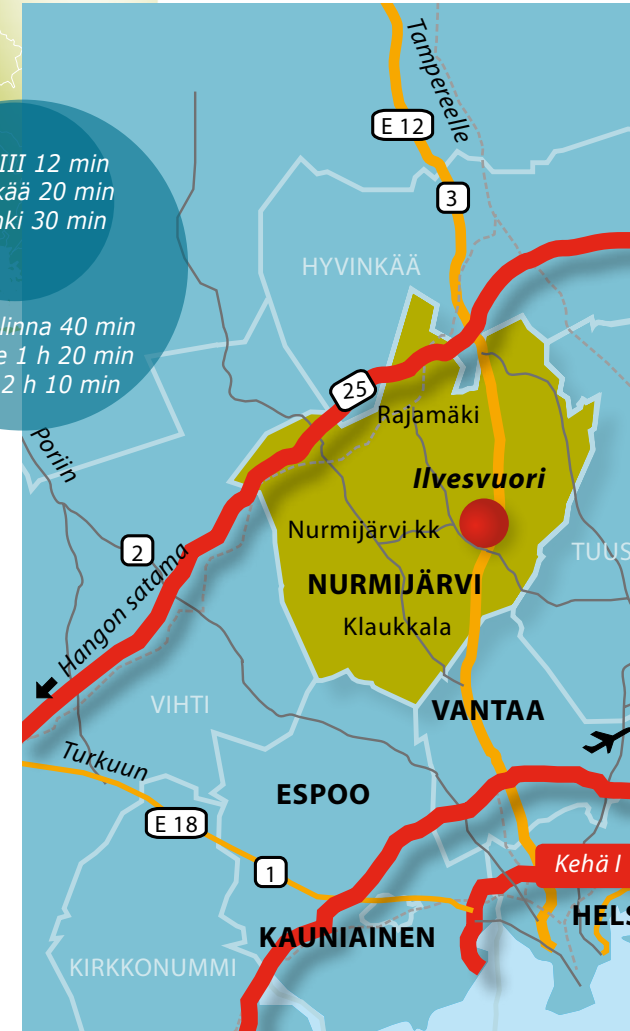 III 12 min
kää 20 min
nki 30 min
linna 40 min
e 1 h 20 min
2 h 10 min
Tampereelle
E 12
3
HYVINKÄÄ
25
Rajamäki
Poriin
Ilvesvuori
2
Nurmijärvi kk
TUUS
Hangon satama
NURMIJÄRVI
Klaukkala
VIHTI
VANTAA
Turkuun
ESPOO
E 18
1
Kehä I
HELS
KAUNIAINEN
KIRKKONUMMI